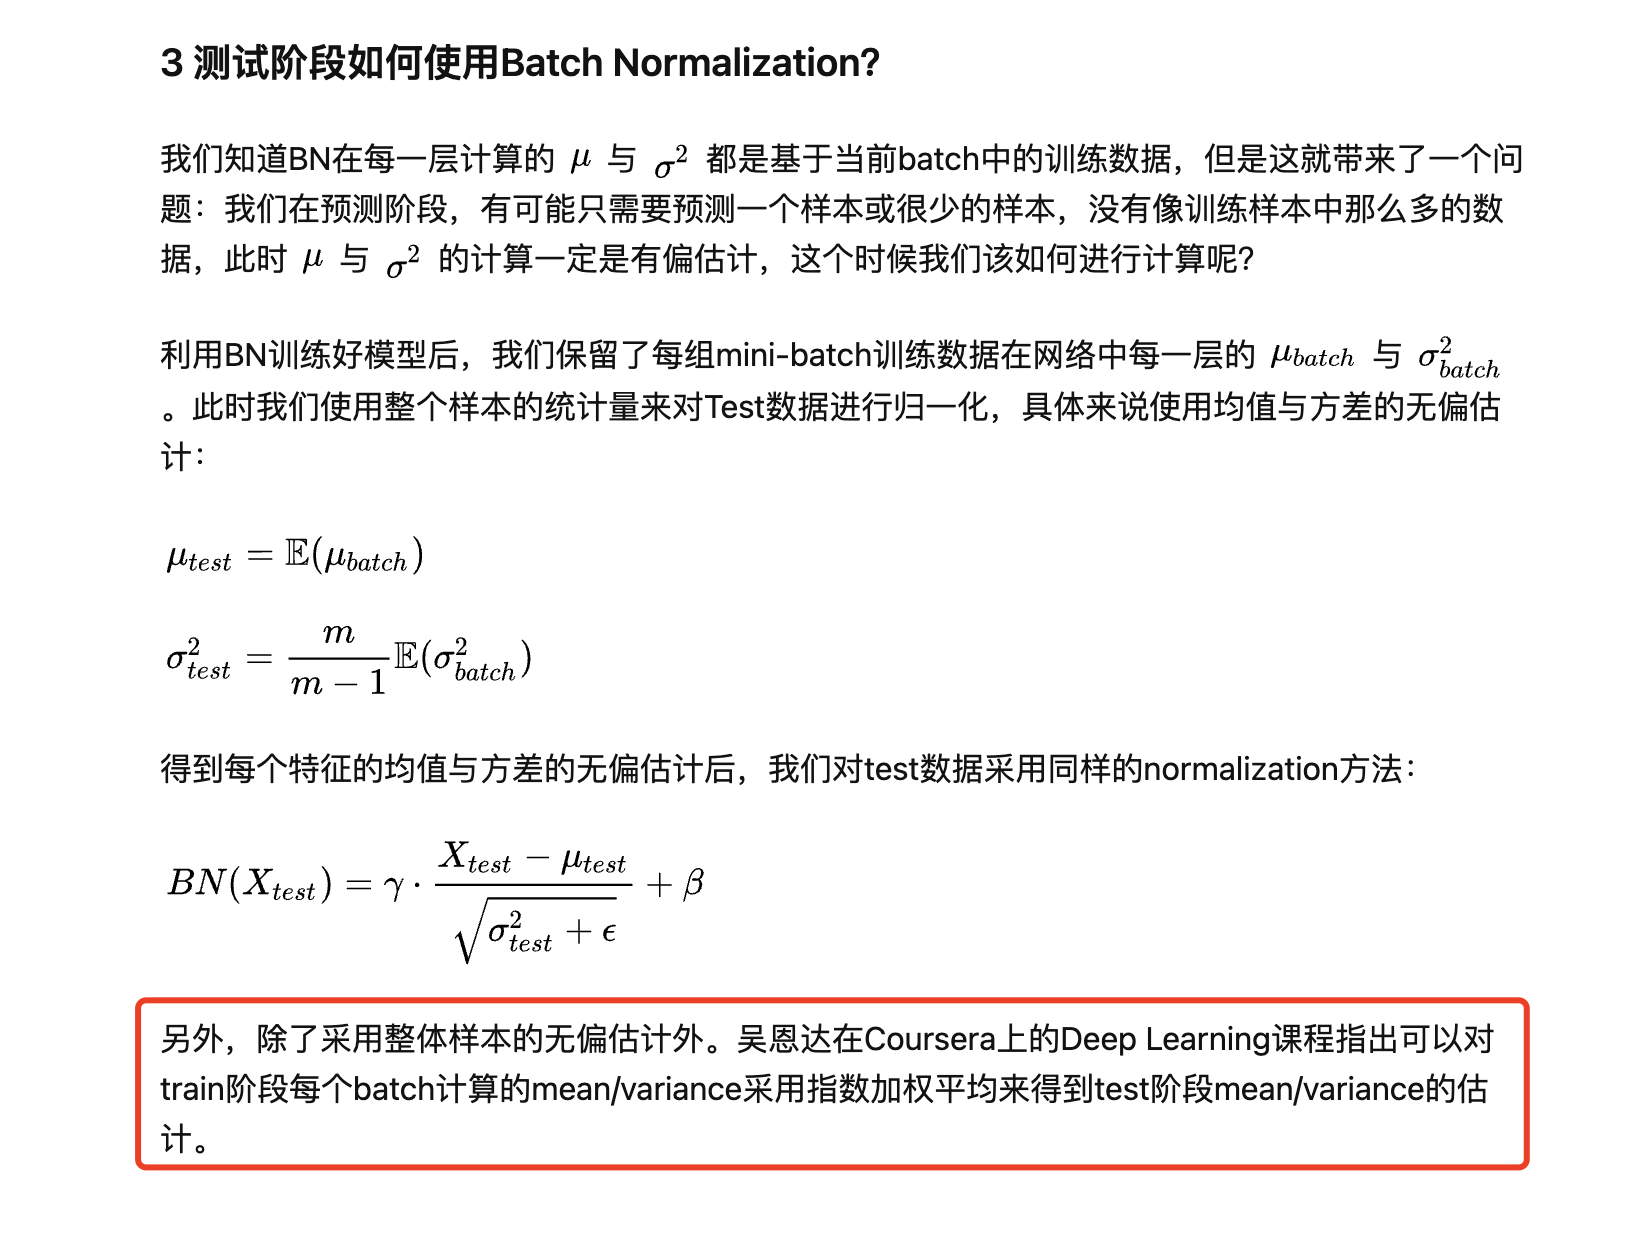 3 测试阶段如何使用Batch Normalization?
我们知道BN在每一层计算的 μ 与 σ² 都是基于当前batch中的训练数据，但是这就带来了一个问
题：我们在预测阶段，有可能只需要预测一个样本或很少的样本，没有像训练样本中那么多的数
据，此时 μ 与 σ² 的计算一定是有偏估计，这个时候我们该如何进行计算呢？
利用BN训练好模型后，我们保留了每组mini-batch训练数据在网络中每一层的 $\mu_{batch}$ 与 $\sigma^2_{batch}$
。此时我们使用整个样本的统计量来对Test数据进行归一化，具体来说使用均值与方差的无偏估
计：
$\mu_{test} = \mathbb{E}(\mu_{batch})$
$\sigma^2_{test} = \frac{m}{m-1}\mathbb{E}(\sigma^2_{batch})$
得到每个特征的均值与方差的无偏估计后，我们对test数据采用同样的normalization方法：
$BN(X_{test}) = \gamma \cdot \frac{X_{test} - \mu_{test}}{\sqrt{\sigma^2_{test} + \epsilon}} + \beta$
另外，除了采用整体样本的无偏估计外。吴恩达在Coursera上的Deep Learning课程指出可以对
train阶段每个batch计算的mean/variance采用指数加权平均来得到test阶段mean/variance的估
计。